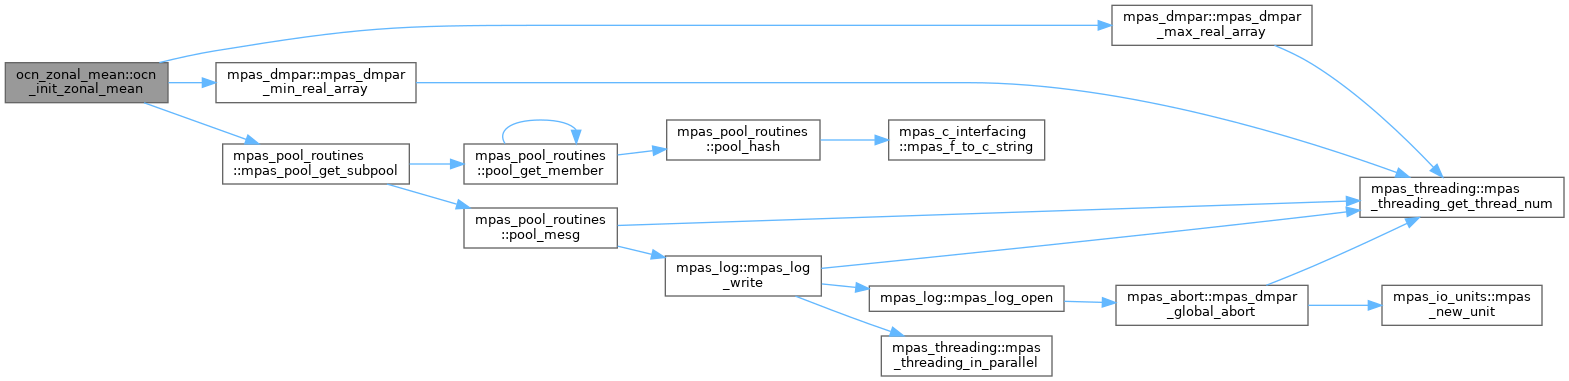 mpas_dmpar::mpas_dmpar
_max_real_array
ocn_zonal_mean::ocn
_init_zonal_mean
mpas_dmpar::mpas_dmpar
_min_real_array
mpas_pool_routines
::pool_hash
mpas_c_interfacing
::mpas_f_to_c_string
mpas_pool_routines
::mpas_pool_get_subpool
mpas_pool_routines
::pool_get_member
mpas_threading::mpas
_threading_get_thread_num
mpas_pool_routines
::pool_mesg
mpas_log::mpas_log
_write
mpas_log::mpas_log_open
mpas_abort::mpas_dmpar
_global_abort
mpas_io_units::mpas
_new_unit
mpas_threading::mpas
_threading_in_parallel